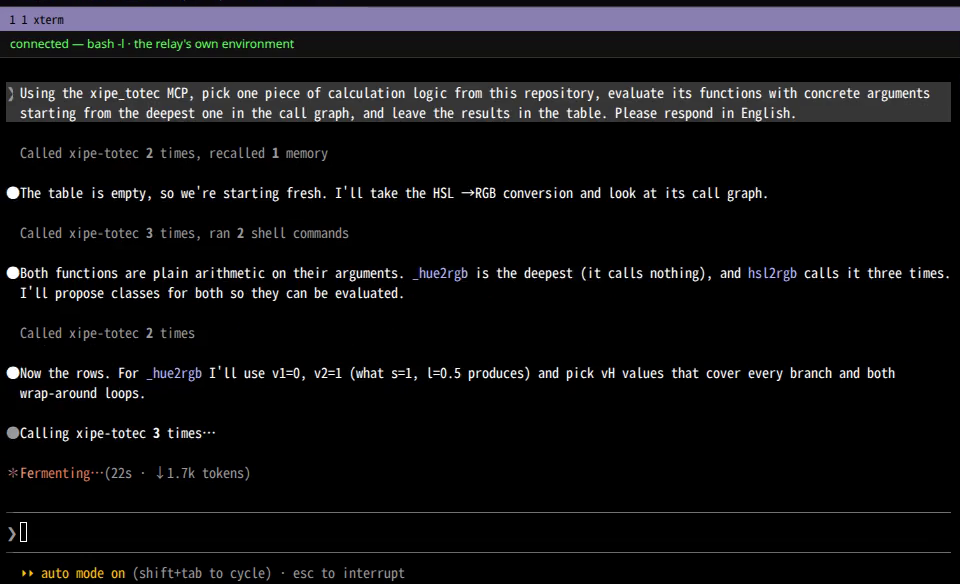 1 1 xterm
connected — bash -l · the relay's own environment
❯ Using the xipe_totec MCP, pick one piece of calculation logic from this repository, evaluate its functions with concrete arguments
starting from the deepest one in the call graph, and leave the results in the table. Please respond in English.
Called xipe-totec 2 times, recalled 1 memory
●The table is empty, so we're starting fresh. I'll take the HSL →RGB conversion and look at its call graph.
Called xipe-totec 3 times, ran 2 shell commands
●Both functions are plain arithmetic on their arguments. _hue2rgb is the deepest (it calls nothing), and hsl2rgb calls it three times.
I'll propose classes for both so they can be evaluated.
Called xipe-totec 2 times
●Now the rows. For _hue2rgb I'll use v1=0, v2=1 (what s=1, l=0.5 produces) and pick vH values that cover every branch and both
wrap-around loops.
●Calling xipe-totec 3 times…
✻Fermenting…(22s · ↓1.7k tokens)
❯
⏵⏵ auto mode on (shift+tab to cycle) · esc to interrupt